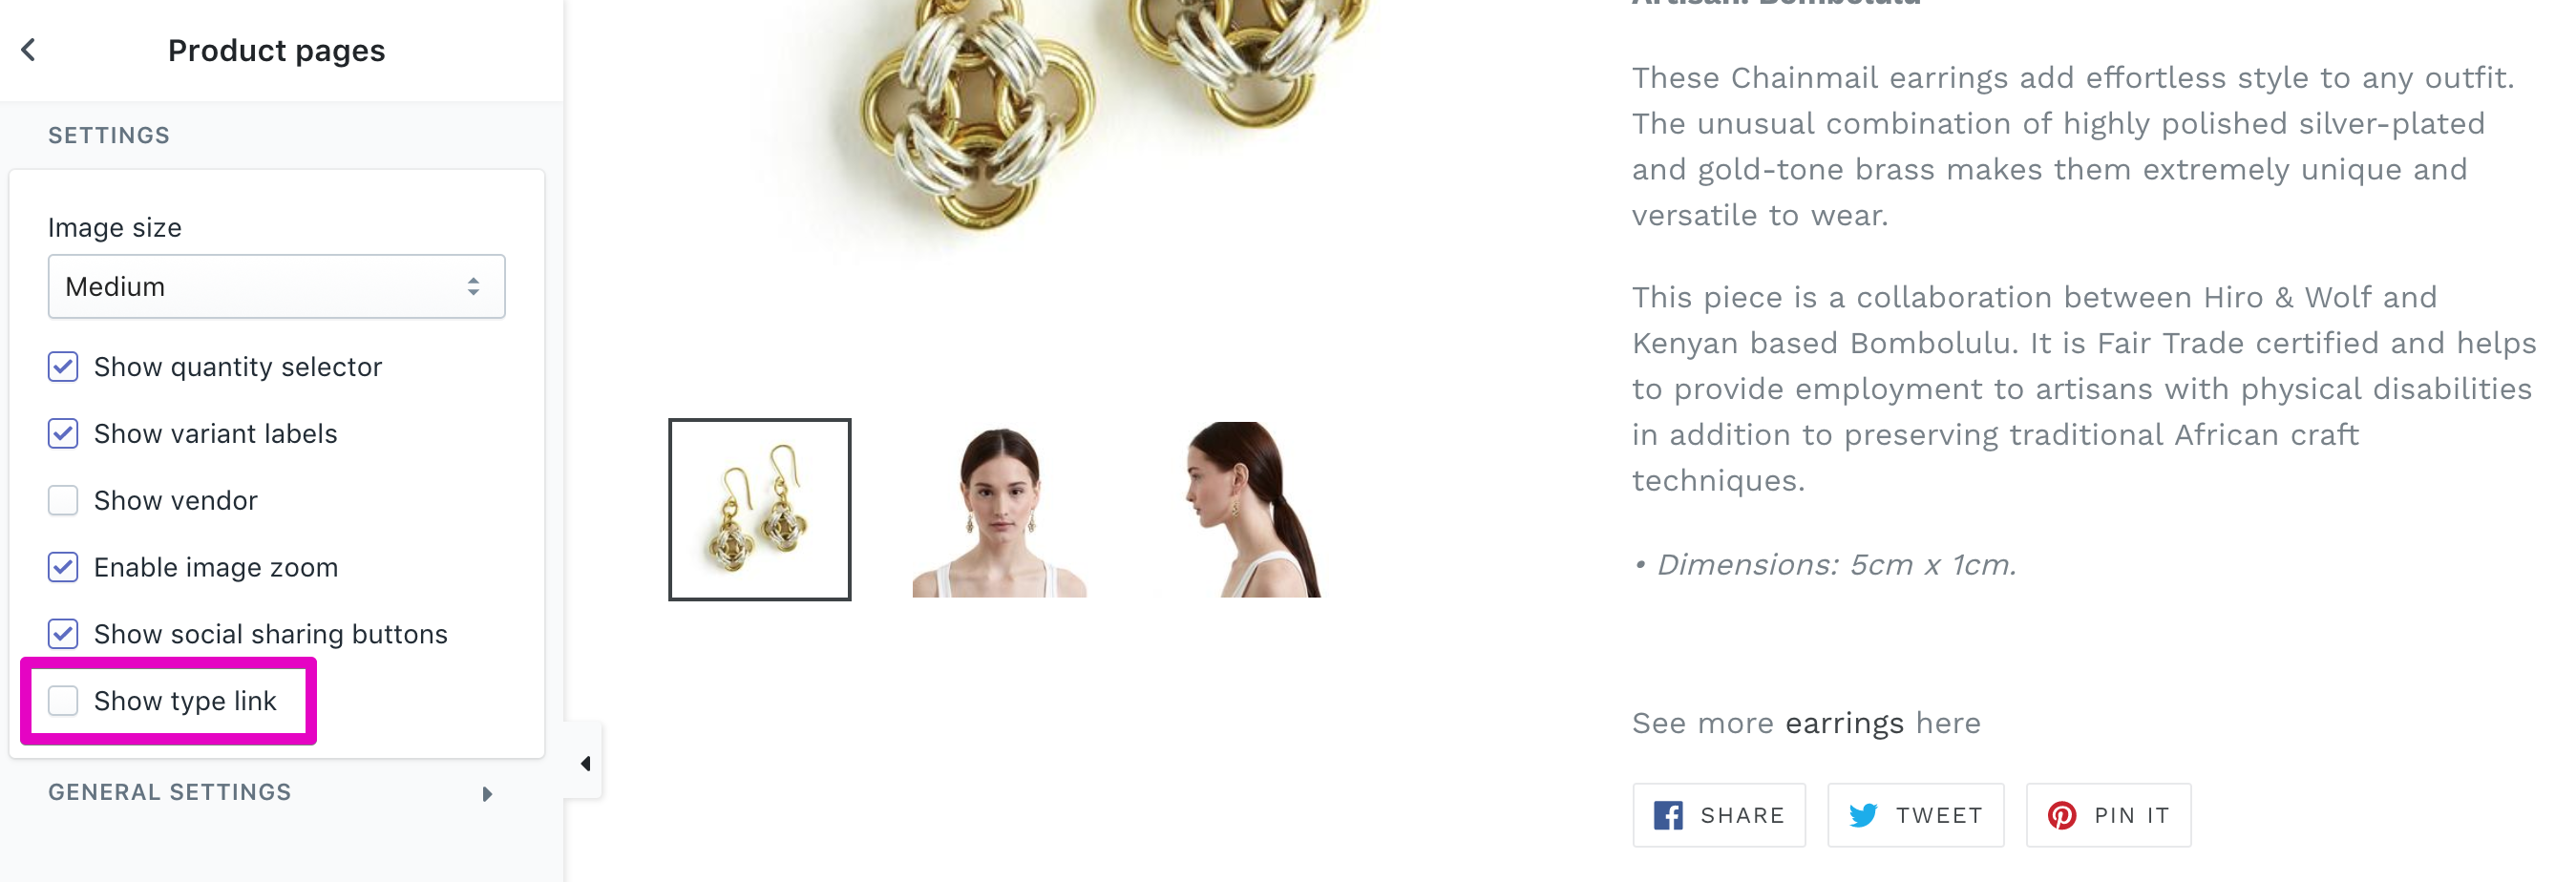 Product pages
SETTINGS
Image size
Medium
Show quantity selector
Show variant labels
Show vendor
Enable image zoom
Show social sharing buttons
Show type link
GENERAL SETTINGS
Artisan: Bombolulu
These Chainmail earrings add effortless style to any outfit.
The unusual combination of highly polished silver-plated
and gold-tone brass makes them extremely unique and
versatile to wear.
This piece is a collaboration between Hiro & Wolf and
Kenyan based Bombolulu. It is Fair Trade certified and helps
to provide employment to artisans with physical disabilities
in addition to preserving traditional African craft
techniques.
• Dimensions: 5cm x 1cm.
See more earrings here
SHARE
TWEET
PIN IT